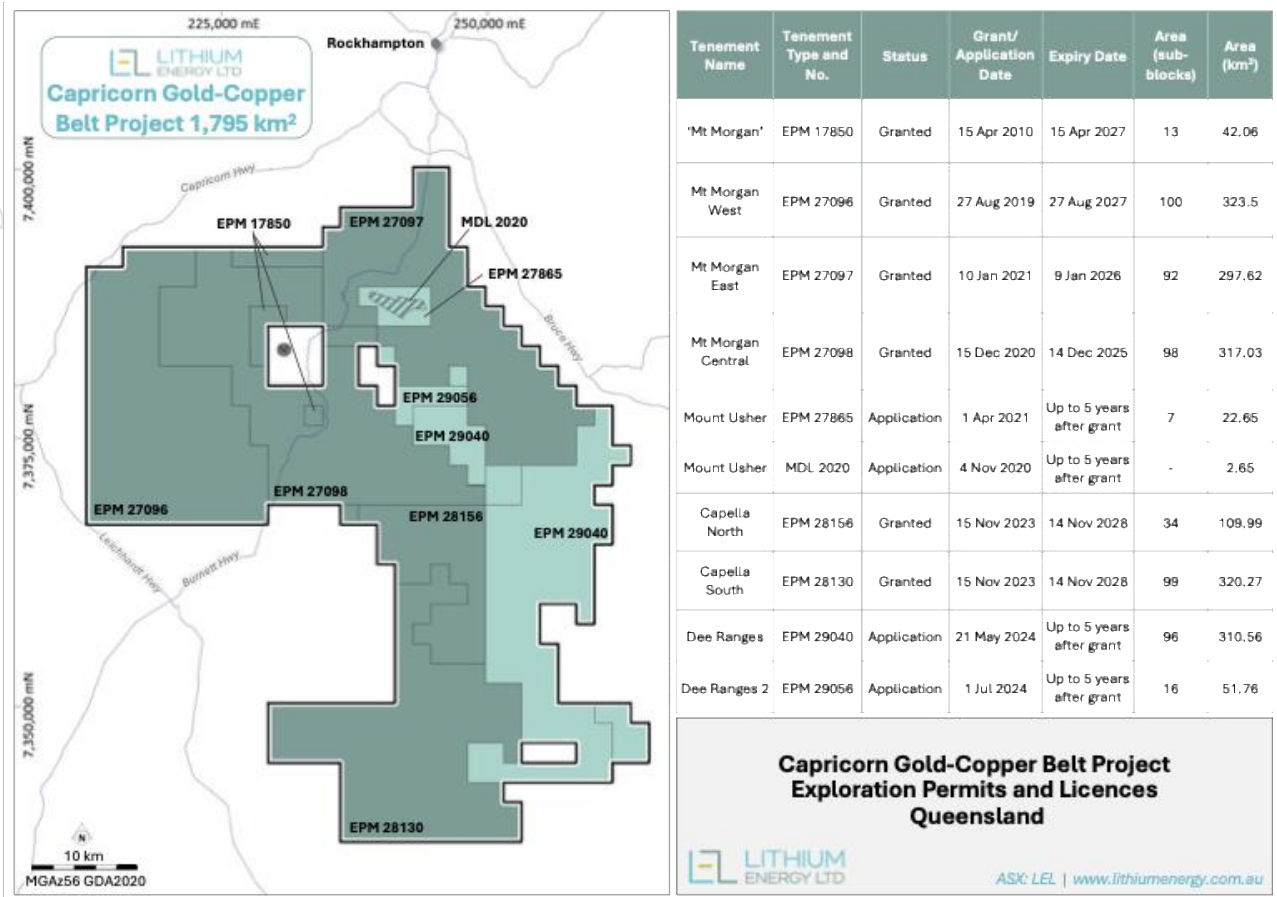 225,000 mE
250,000 mE
Rockhampton
LITHIUM
ENERGY LTD
Capricorn Gold-Copper
Belt Project 1,795 km²
7,400,000 mN
7,375,000 mN
7,350,000 mN
Capricorn Hwy
EPM 17850
EPM 27097
MDL 2020
EPM 27865
Bruce Hwy
EPM 29056
EPM 29040
EPM 27098
EPM 27096
EPM 28156
EPM 29040
Leichhardt Hwy
Burnett Hwy
EPM 28130
N
10 km
MGAz56 GDA2020
Tenement Name | Tenement Type and No. | Status | Grant/ Application Date | Expiry Date | Area (sub-blocks) | Area (km²)
'Mt Morgan' EPM 17850 Granted 15 Apr 2010 15 Apr 2027 13 42.06
Mt Morgan West EPM 27096 Granted 27 Aug 2019 27 Aug 2027 100 323.5
Mt Morgan East EPM 27097 Granted 10 Jan 2021 9 Jan 2026 92 297.62
Mt Morgan Central EPM 27098 Granted 15 Dec 2020 14 Dec 2025 98 317.03
Mount Usher EPM 27865 Application 1 Apr 2021 Up to 5 years after grant 7 22.65
Mount Usher MDL 2020 Application 4 Nov 2020 Up to 5 years after grant - 2.65
Capella North EPM 28156 Granted 15 Nov 2023 14 Nov 2028 34 109.99
Capella South EPM 28130 Granted 15 Nov 2023 14 Nov 2028 99 320.27
Dee Ranges EPM 29040 Application 21 May 2024 Up to 5 years after grant 96 310.56
Dee Ranges 2 EPM 29056 Application 1 Jul 2024 Up to 5 years after grant 16 51.76
Capricorn Gold-Copper Belt Project
Exploration Permits and Licences
Queensland
LITHIUM
ENERGY LTD
ASX: LEL | www.lithiumenergy.com.au